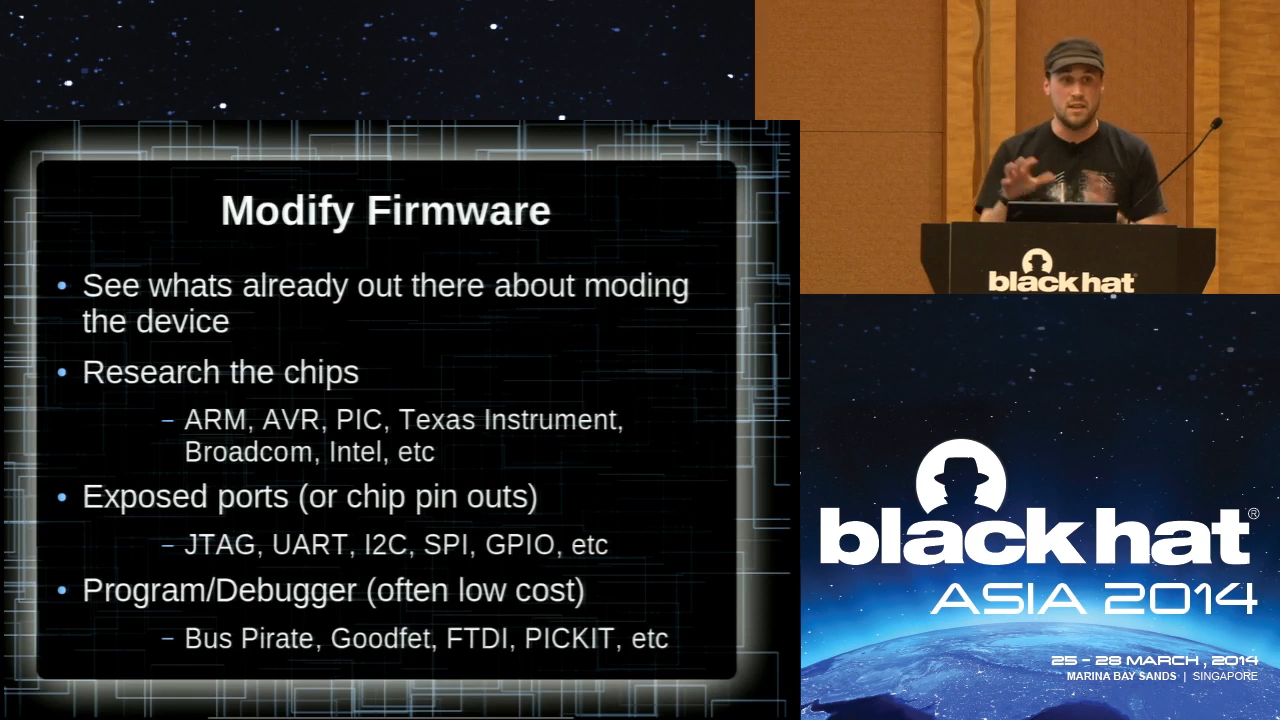 Modify Firmware
• See whats already out there about moding
the device
• Research the chips
– ARM, AVR, PIC, Texas Instrument,
Broadcom, Intel, etc
• Exposed ports (or chip pin outs)
– JTAG, UART, I2C, SPI, GPIO, etc
• Program/Debugger (often low cost)
– Bus Pirate, Goodfet, FTDI, PICKIT, etc
black hat
black hat®
ASIA 2014
25 - 28 MARCH, 2014
MARINA BAY SANDS | SINGAPORE